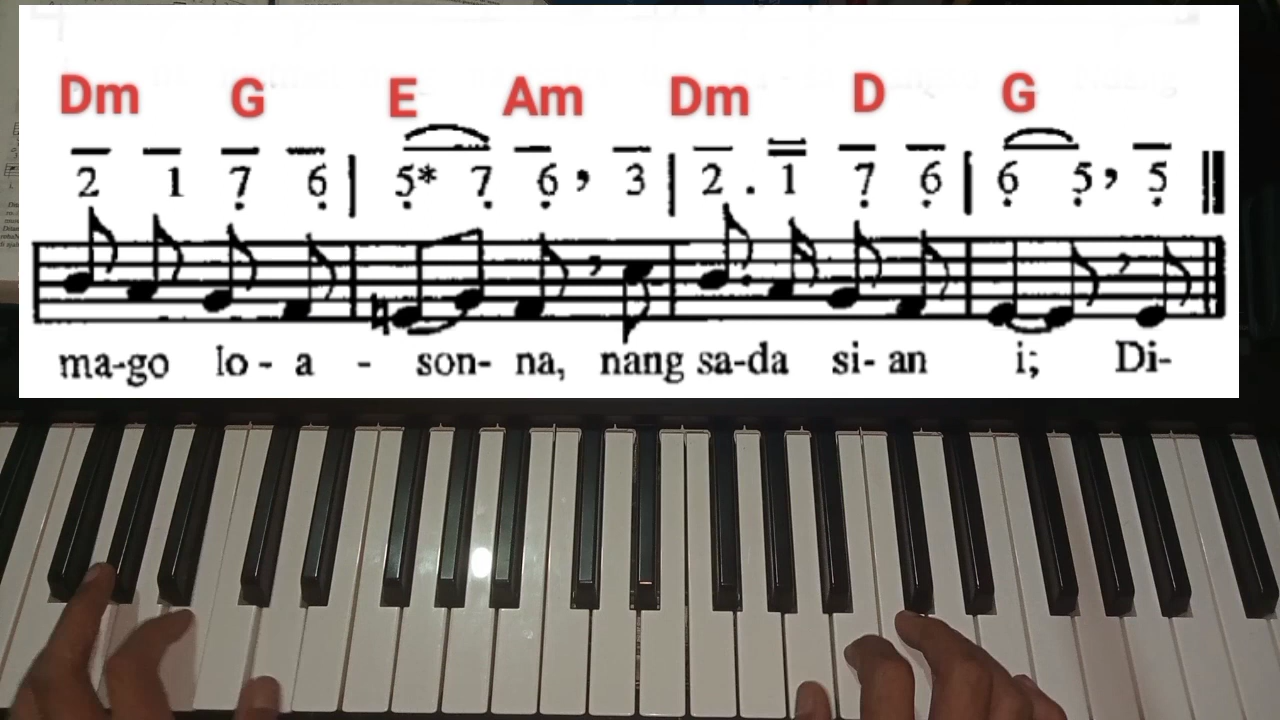 Dm G E Am Dm D G
2 1 7 6 | 5* 7 6 , 3 | 2 . 1 7 6 | 6 5 , 5
ma-go lo - a - son- na, nang sa-da si- an i; Di-